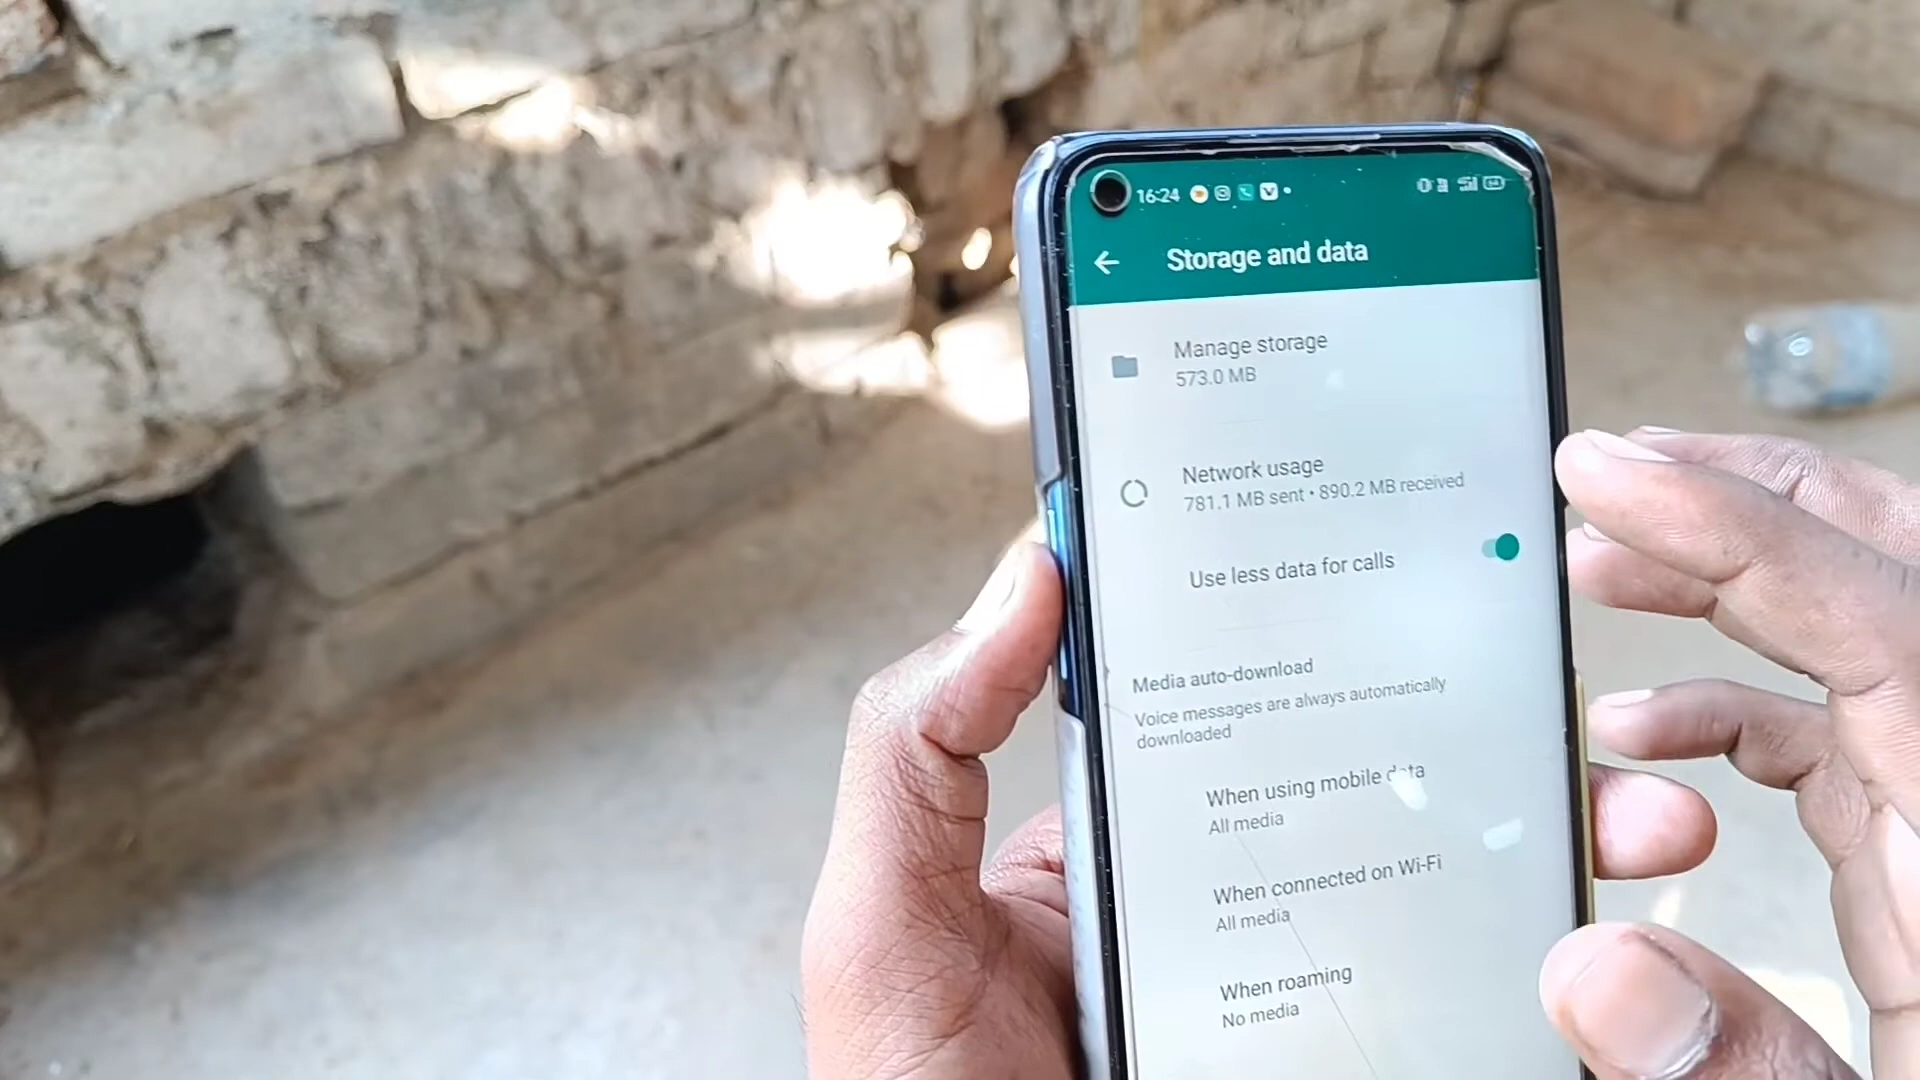 16:24
Storage and data
Manage storage
573.0 MB
Network usage
781.1 MB sent • 890.2 MB received
Use less data for calls
Media auto-download
Voice messages are always automatically
downloaded
When using mobile data
All media
When connected on Wi-Fi
All media
When roaming
No media